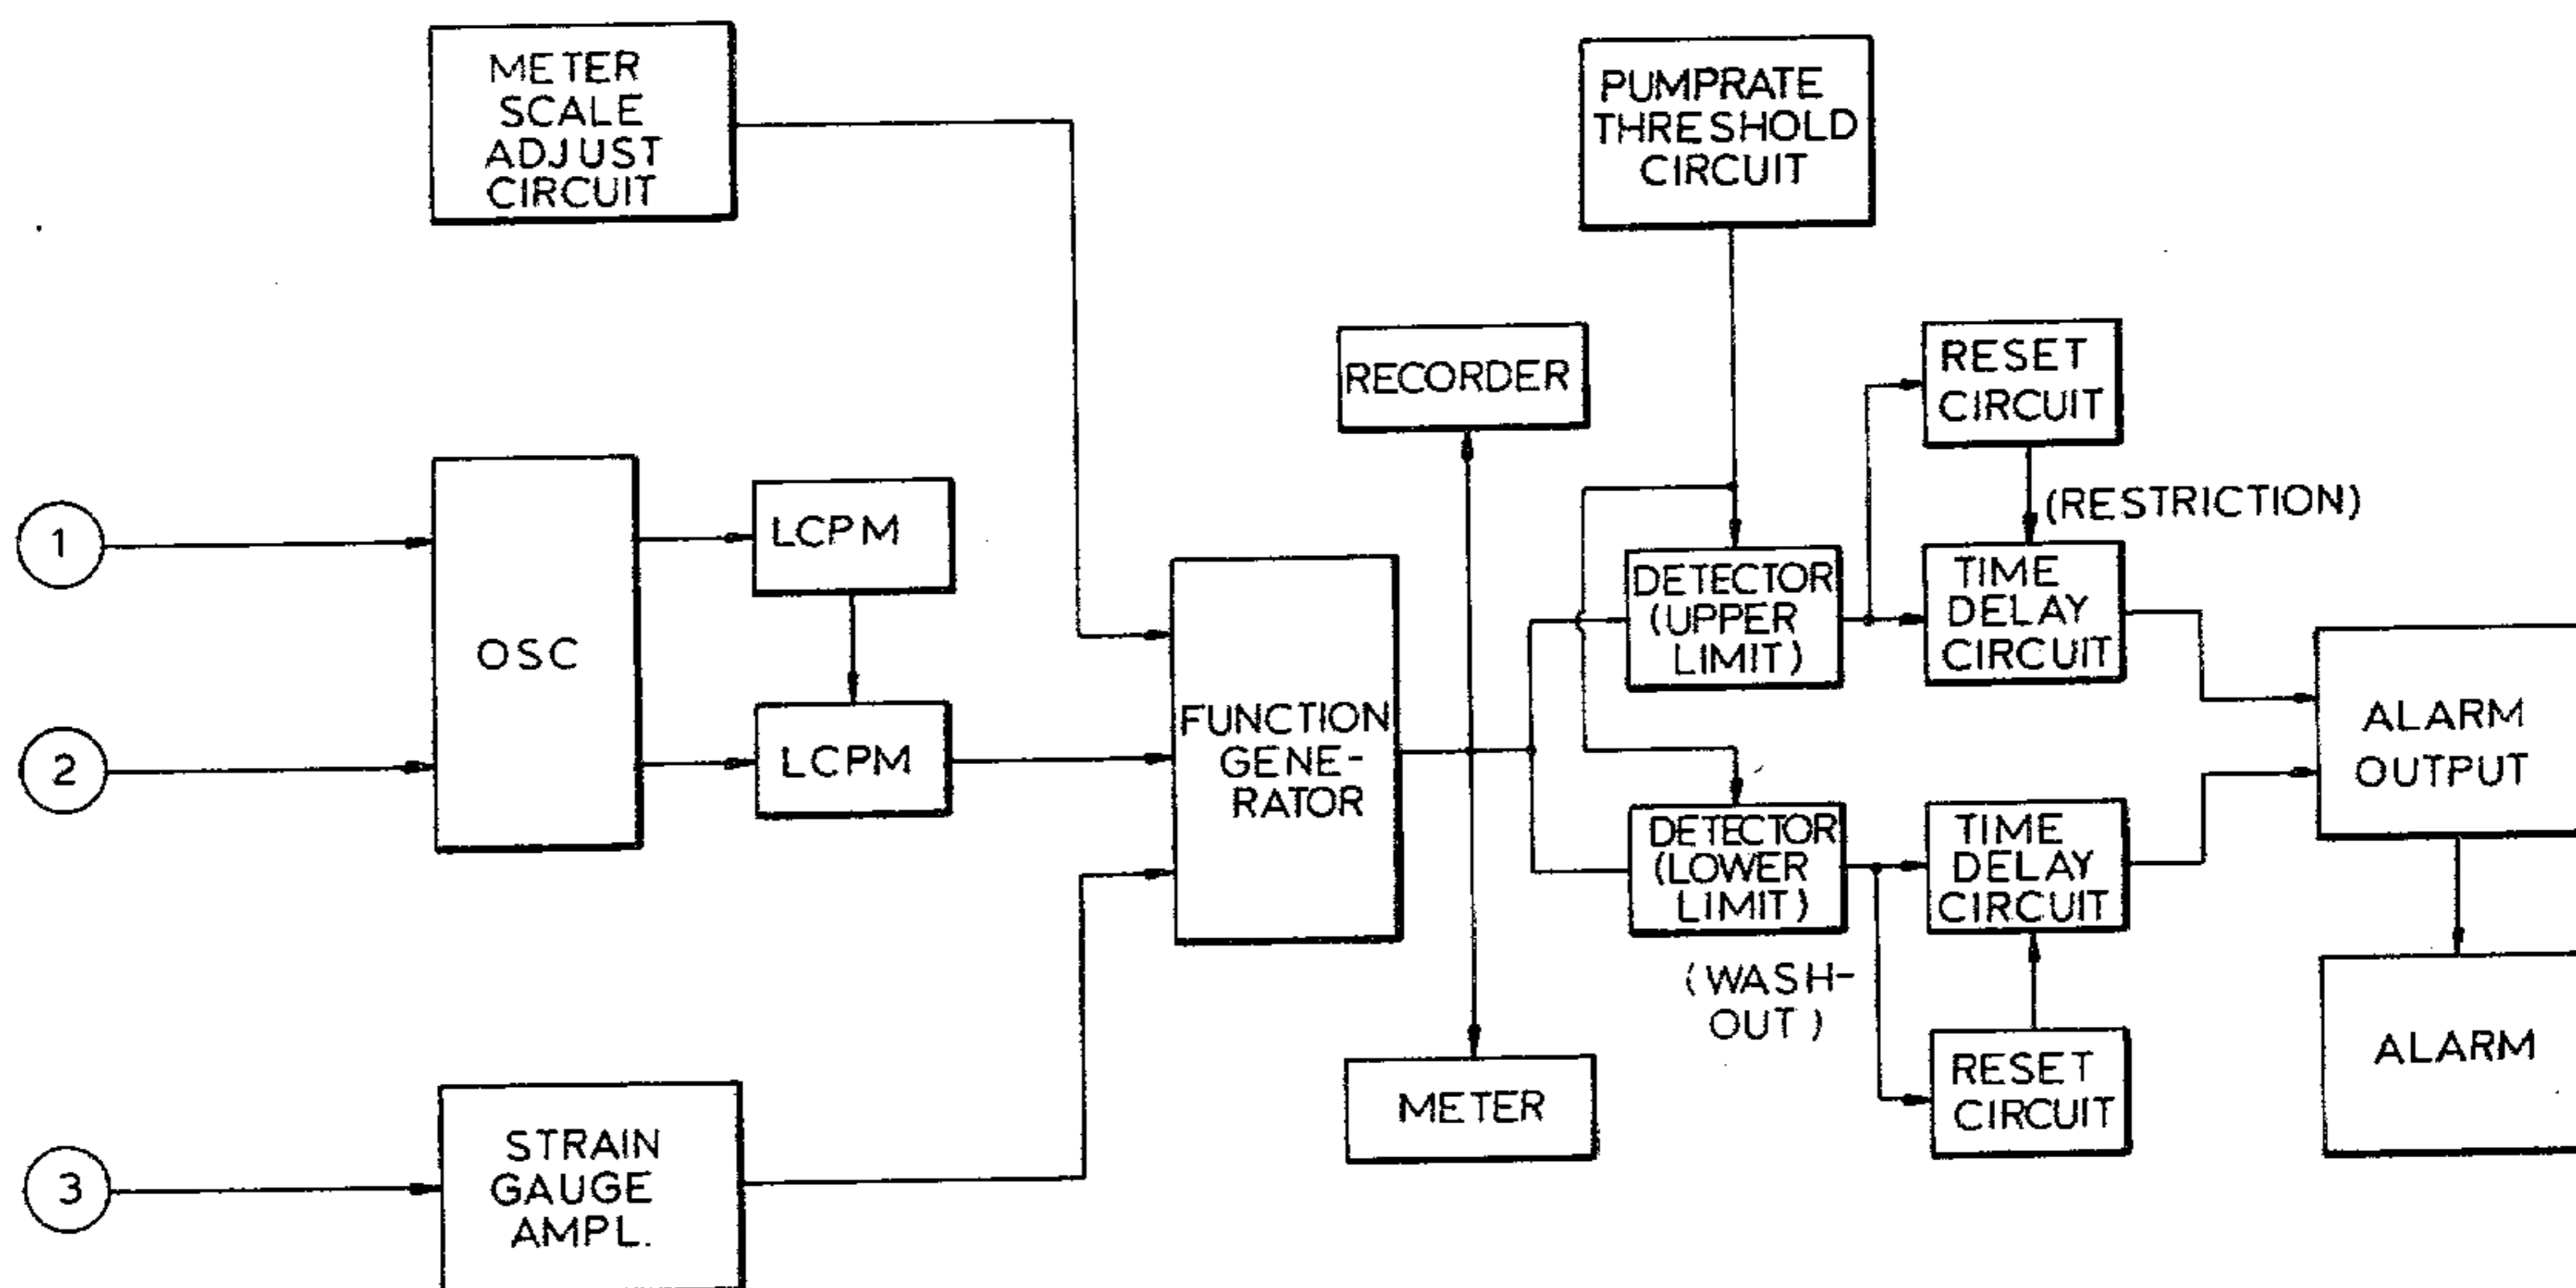 METER
SCALE
ADJUST
CIRCUIT
PUMPRATE
THRESHOLD
CIRCUIT
RECORDER
RESET
CIRCUIT
(RESTRICTION)
1
2
3
OSC
LCPM
LCPM
FUNCTION
GENE-
RATOR
DETECTOR
(UPPER
LIMIT)
TIME
DELAY
CIRCUIT
DETECTOR
(LOWER
LIMIT)
TIME
DELAY
CIRCUIT
ALARM
OUTPUT
(WASH-
OUT)
METER
RESET
CIRCUIT
ALARM
STRAIN
GAUGE
AMPL.